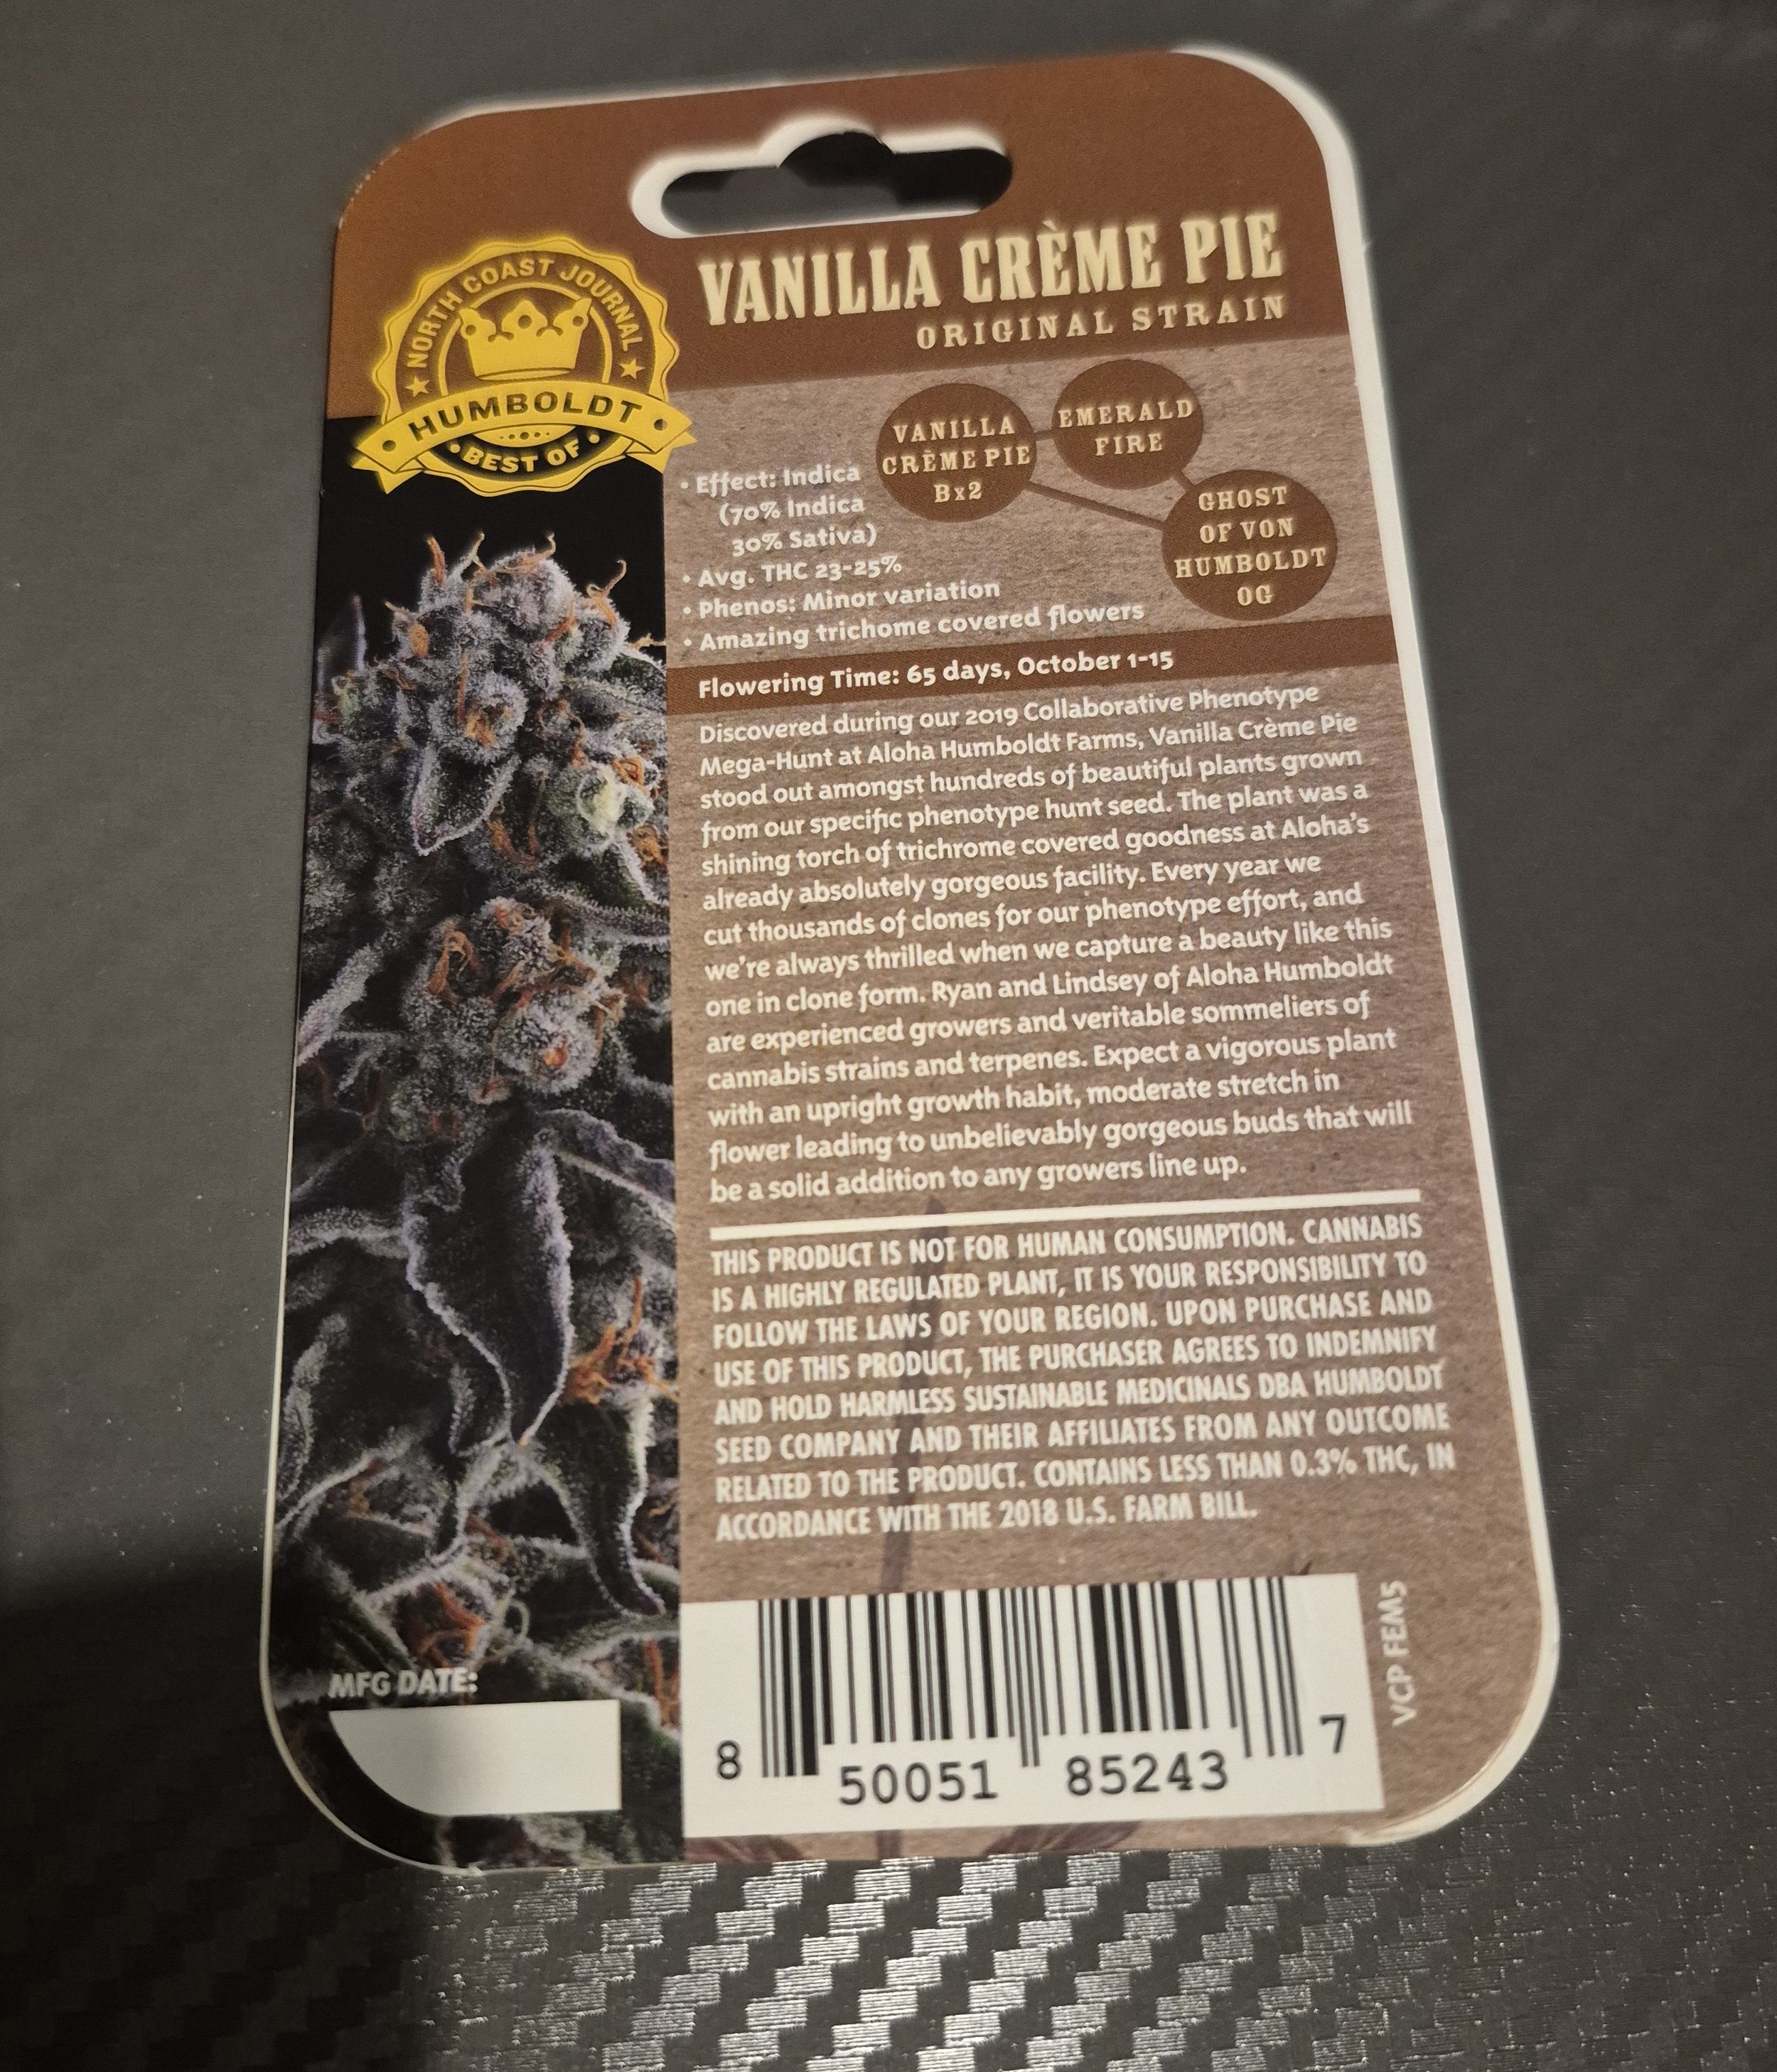 NORTH COAST JOURNAL
HUMBOLDT
BEST OF
VANILLA CRÈME PIE
ORIGINAL STRAIN
VANILLA
CRÈME PIE
Bx2
EMERALD
FIRE
GHOST
OF VON
HUMBOLDT
OG
• Effect: Indica
(70% Indica
30% Sativa)
• Avg. THC 23-25%
• Phenos: Minor variation
• Amazing trichome covered flowers
Flowering Time: 65 days, October 1-15
Discovered during our 2019 Collaborative Phenotype
Mega-Hunt at Aloha Humboldt Farms, Vanilla Crème Pie
stood out amongst hundreds of beautiful plants grown
from our specific phenotype hunt seed. The plant was a
shining torch of trichrome covered goodness at Aloha's
already absolutely gorgeous facility. Every year we
cut thousands of clones for our phenotype effort, and
we're always thrilled when we capture a beauty like this
one in clone form. Ryan and Lindsey of Aloha Humboldt
are experienced growers and veritable sommeliers of
cannabis strains and terpenes. Expect a vigorous plant
with an upright growth habit, moderate stretch in
flower leading to unbelievably gorgeous buds that will
be a solid addition to any growers line up.
THIS PRODUCT IS NOT FOR HUMAN CONSUMPTION. CANNABIS
IS A HIGHLY REGULATED PLANT, IT IS YOUR RESPONSIBILITY TO
FOLLOW THE LAWS OF YOUR REGION. UPON PURCHASE AND
USE OF THIS PRODUCT, THE PURCHASER AGREES TO INDEMNIFY
AND HOLD HARMLESS SUSTAINABLE MEDICINALS DBA HUMBOLDT
SEED COMPANY AND THEIR AFFILIATES FROM ANY OUTCOME
RELATED TO THE PRODUCT. CONTAINS LESS THAN 0.3% THC, IN
ACCORDANCE WITH THE 2018 U.S. FARM BILL.
MFG DATE:
8 50051 85243 7
VCP FEM5